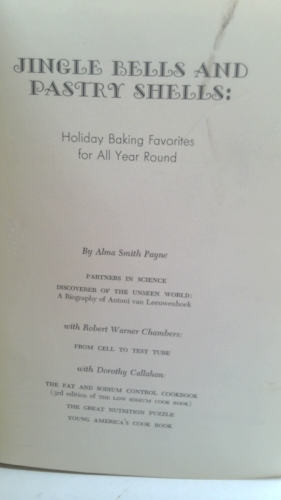 JINGLE BELLS AND
PASTRY SHELLS:
Holiday Baking Favorites
for All Year Round
By Alma Smith Payne
PARTNERS IN SCIENCE
DISCOVERER OF THE UNSEEN WORLD:
A Biography of Antoni van Leeuwenhoek
with Robert Warner Chambers:
FROM CELL TO TEST TUBE
with Dorothy Callahan:
THE FAT AND SODIUM CONTROL COOKBOOK
(3rd edition of THE LOW SODIUM COOK BOOK)
THE GREAT NUTRITION PUZZLE
YOUNG AMERICA'S COOK BOOK